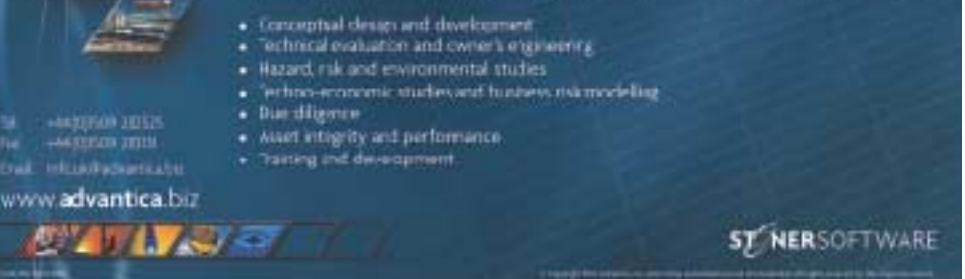 • Conceptual design and development
• Technical evaluation and owner's engineering
• Hazard, risk and environmental studies
• Techno-economic studies and business risk modelling
• Due diligence
• Asset integrity and performance
• Training and development
Tel
Fax
Email
www.advantica.biz
STONERSOFTWARE